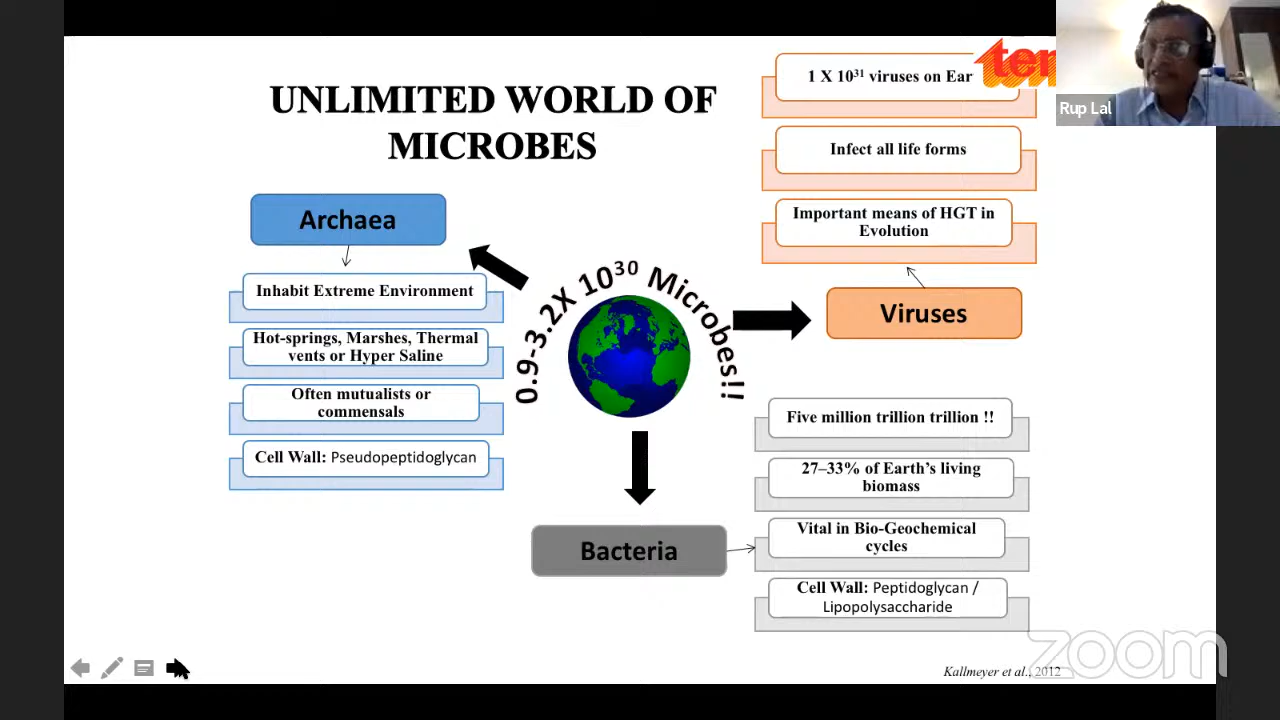 UNLIMITED WORLD OF
MICROBES
Archaea
Inhabit Extreme Environment
Hot-springs, Marshes, Thermal
vents or Hyper Saline
Often mutualists or
commensals
Cell Wall: Pseudopeptidoglycan
0.9-3.2X 10³⁰ Microbes!!
1 X 10³¹ viruses on Ear
Infect all life forms
Important means of HGT in
Evolution
Viruses
Bacteria
Five million trillion trillion !!
27–33% of Earth’s living
biomass
Vital in Bio-Geochemical
cycles
Cell Wall: Peptidoglycan /
Lipopolysaccharide
Kallmeyer et al., 2012
zoom
Rup Lal